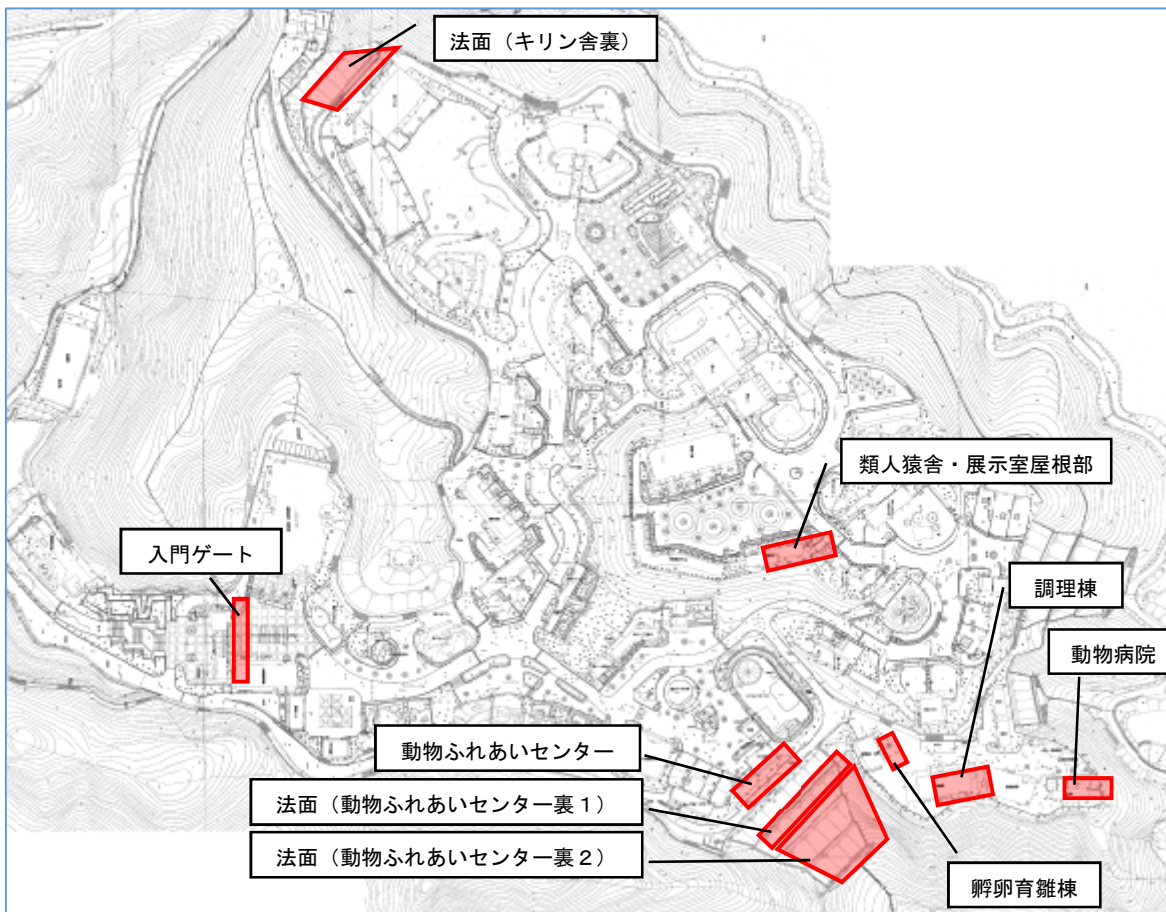 法面（キリン舎裏）
類人猿舎・展示室屋根部
入門ゲート
調理棟
動物病院
動物ふれあいセンター
法面（動物ふれあいセンター裏１）
法面（動物ふれあいセンター裏２）
孵卵育雛棟